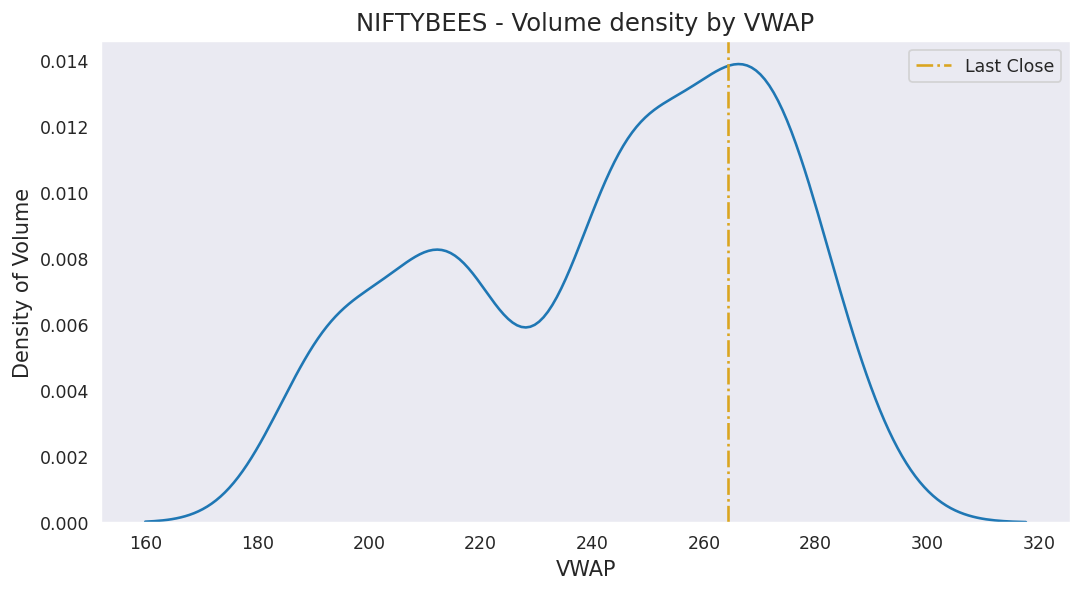 NIFTYBEES - Volume density by VWAP
Last Close
Density of Volume
0.014
0.012
0.010
0.008
0.006
0.004
0.002
0.000
160 180 200 220 240 260 280 300 320
VWAP